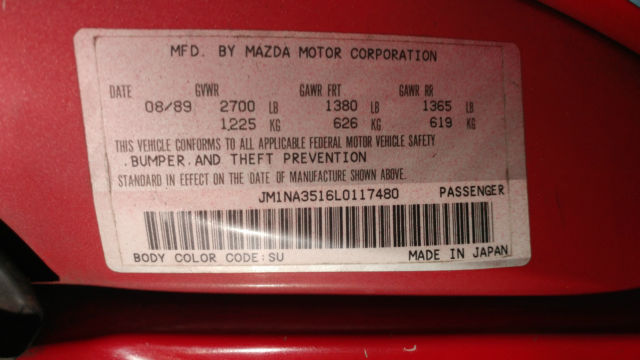 MFD. BY MAZDA MOTOR CORPORATION
DATE GVWR GAWR FRT GAWR RR
08/89 2700 LB 1380 LB 1365 LB
1,225 KG 626 KG 619 KG
THIS VEHICLE CONFORMS TO ALL APPLICABLE FEDERAL MOTOR VEHICLE SAFETY
.BUMPER.AND THEFT PREVENTION
STANDARD IN EFFECT ON THE DATE OF MANUFACTURE SHOWN ABOVE.
JM1NA3516L0117480 PASSENGER
BODY COLOR CODE:SU MADE IN JAPAN